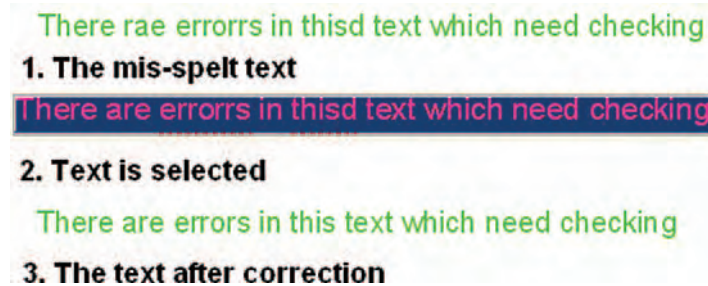 There rae errorrs in thisd text which need checking
1. The mis-spelt text
There are errorrs in thisd text which need checking
2. Text is selected
There are errors in this text which need checking
3. The text after correction